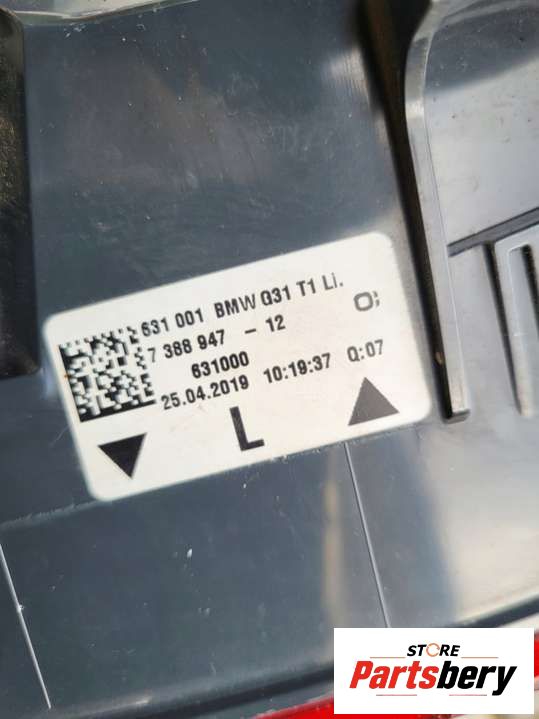 631 001 BMW G31 T1 Li.
7 388 947 - 12
631000
25.04.2019 10:19:37 Q:07
L
STORE
Partsbery